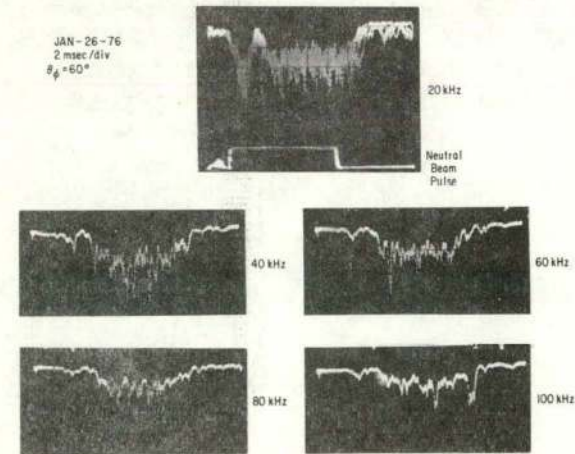 JAN-26-76
2 msec/div
θϕ=60°
20 kHz
Neutral
Beam
Pulse
40 kHz
60 kHz
80 kHz
100 kHz